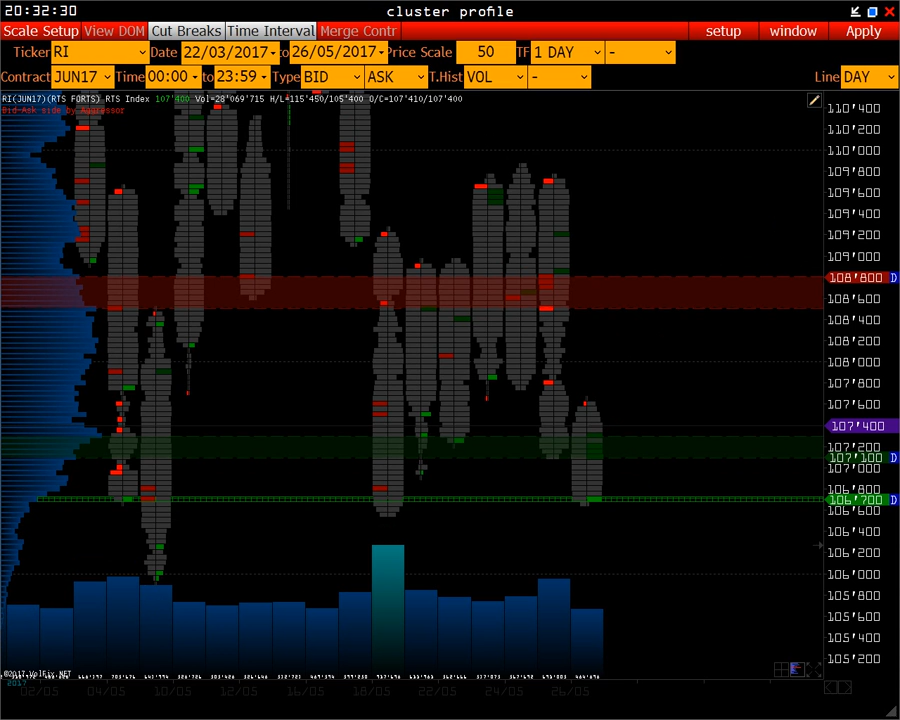 20:32:30 cluster profile
Scale Setup View DOM Cut Breaks Time Interval Merge Contr setup window Apply
Ticker RI Date 22/03/2017 to 26/05/2017 Price Scale 50 TF 1 DAY -
Contract JUN17 Time 00:00 to 23:59 Type BID ASK T.Hist VOL - Line DAY
RI(JUN17)(RTS FORTS) RTS Index 107'400 Vol=28'069'715 H/L=115'450/105'400 O/C=107'410/107'400
Bid-Ask side by Aggressor
110'400
110'200
110'000
109'800
109'600
109'400
109'200
109'000
108'800 D
108'600
108'400
108'200
108'000
107'800
107'600
107'400
107'200
107'100 D
107'000
106'800
106'700 D
106'600
106'400
106'200
106'000
105'800
105'600
105'400
105'200
©2017 VolFix.NET
2017
02/05 04/05 10/05 12/05 16/05 18/05 22/05 24/05 26/05